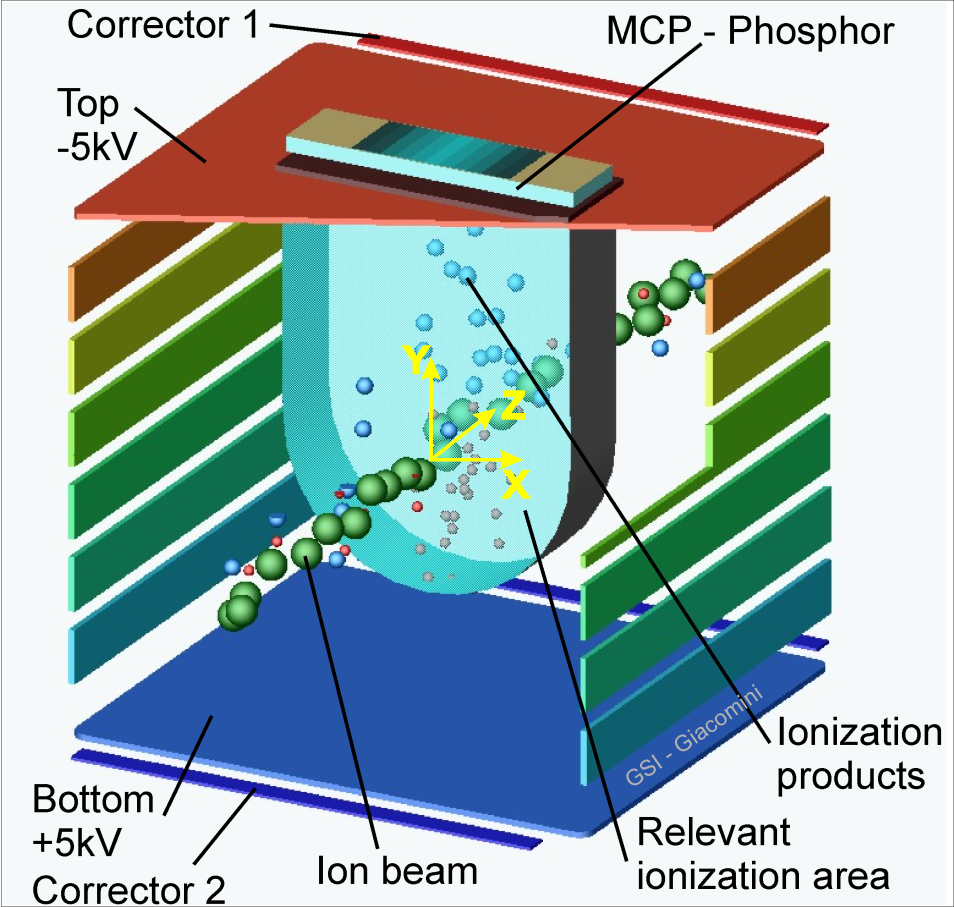 Corrector 1
MCP - Phosphor
Top
-5kV
Y
Z
X
GSI - Giacomini
Ionization
products
Bottom
+5kV
Relevant
ionization area
Ion beam
Corrector 2